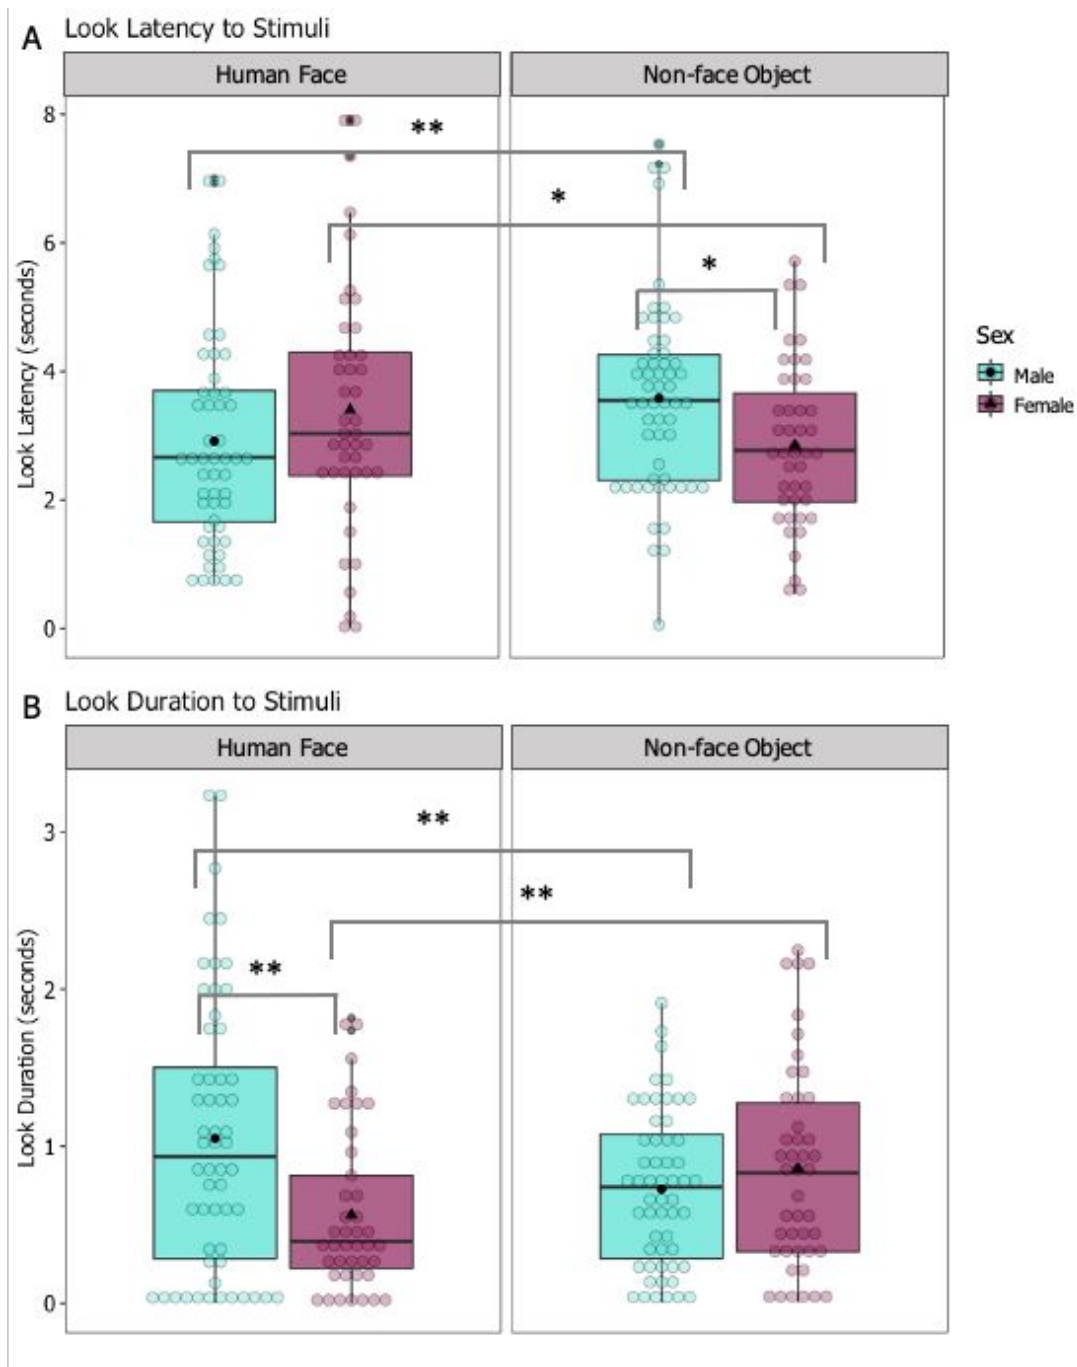 A Look Latency to Stimuli
Human Face
Non-face Object
8
6
4
2
0
Look Latency (seconds)
**
*
*
Sex
Male
Female
B Look Duration to Stimuli
Human Face
Non-face Object
3
2
1
0
Look Duration (seconds)
**
**
**